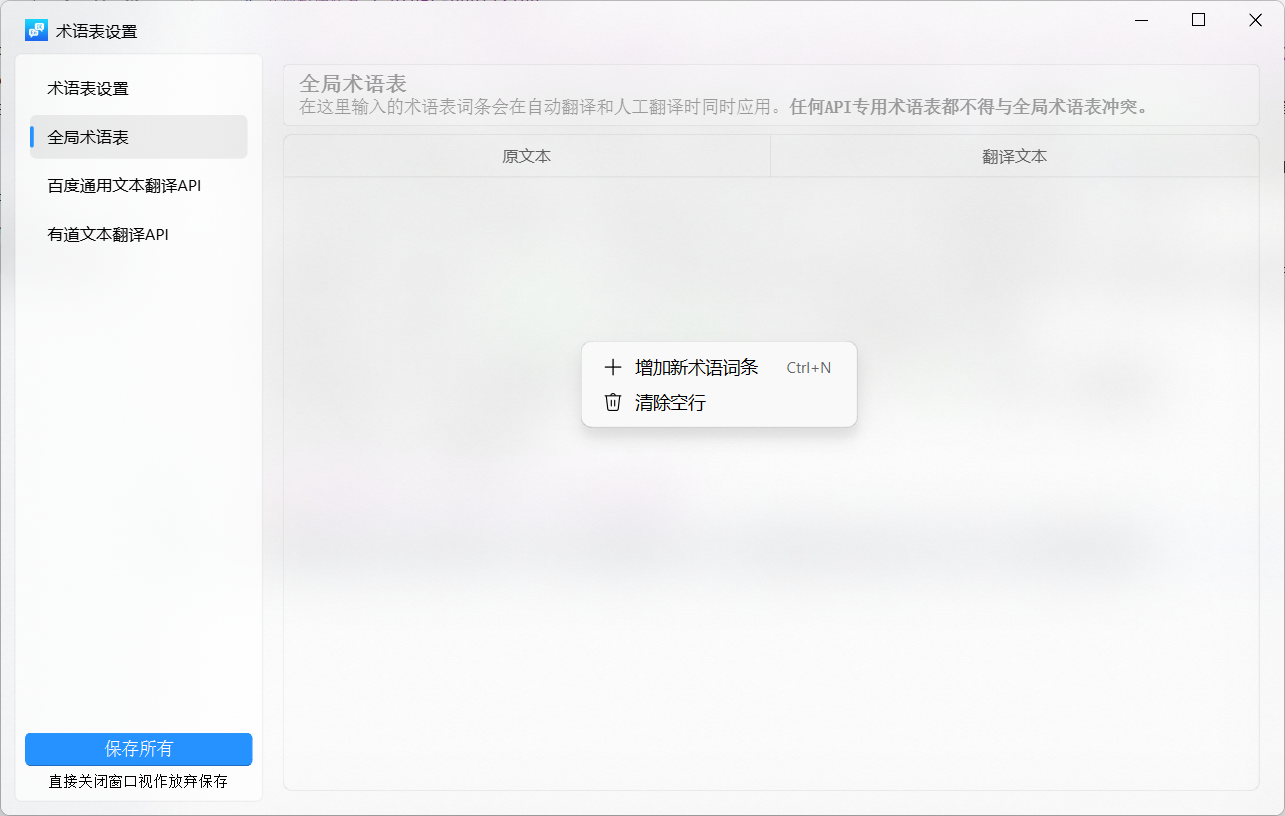 术语表设置
术语表设置
全局术语表
百度通用文本翻译API
有道文本翻译API
保存所有
直接关闭窗口视作放弃保存
全局术语表
在这里输入的术语表词条会在自动翻译和人工翻译时同时应用。任何API专用术语表都不得与全局术语表冲突。
原文本 翻译文本
增加新术语词条 Ctrl+N
清除空行